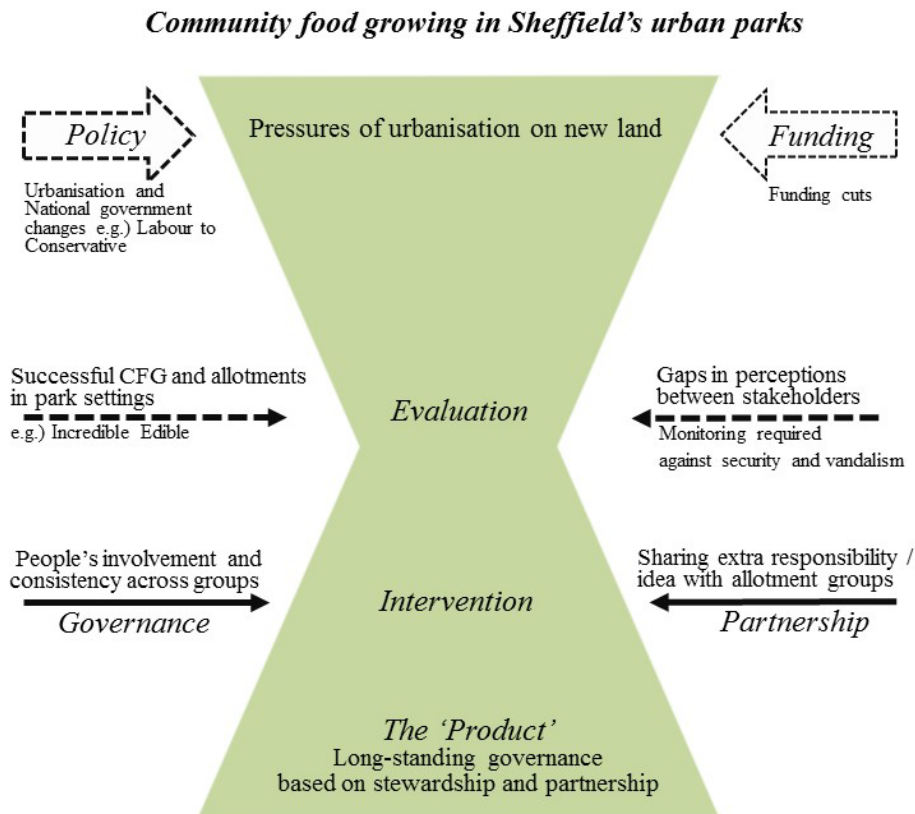 Community food growing in Sheffield's urban parks
Policy
Pressures of urbanisation on new land
Funding
Urbanisation and
National government
changes e.g.) Labour to
Conservative
Funding cuts
Successful CFG and allotments
in park settings
e.g.) Incredible Edible
Evaluation
Gaps in perceptions
between stakeholders
Monitoring required
against security and vandalism
People's involvement and
consistency across groups
Governance
Intervention
Sharing extra responsibility /
idea with allotment groups
Partnership
The 'Product'
Long-standing governance
based on stewardship and partnership